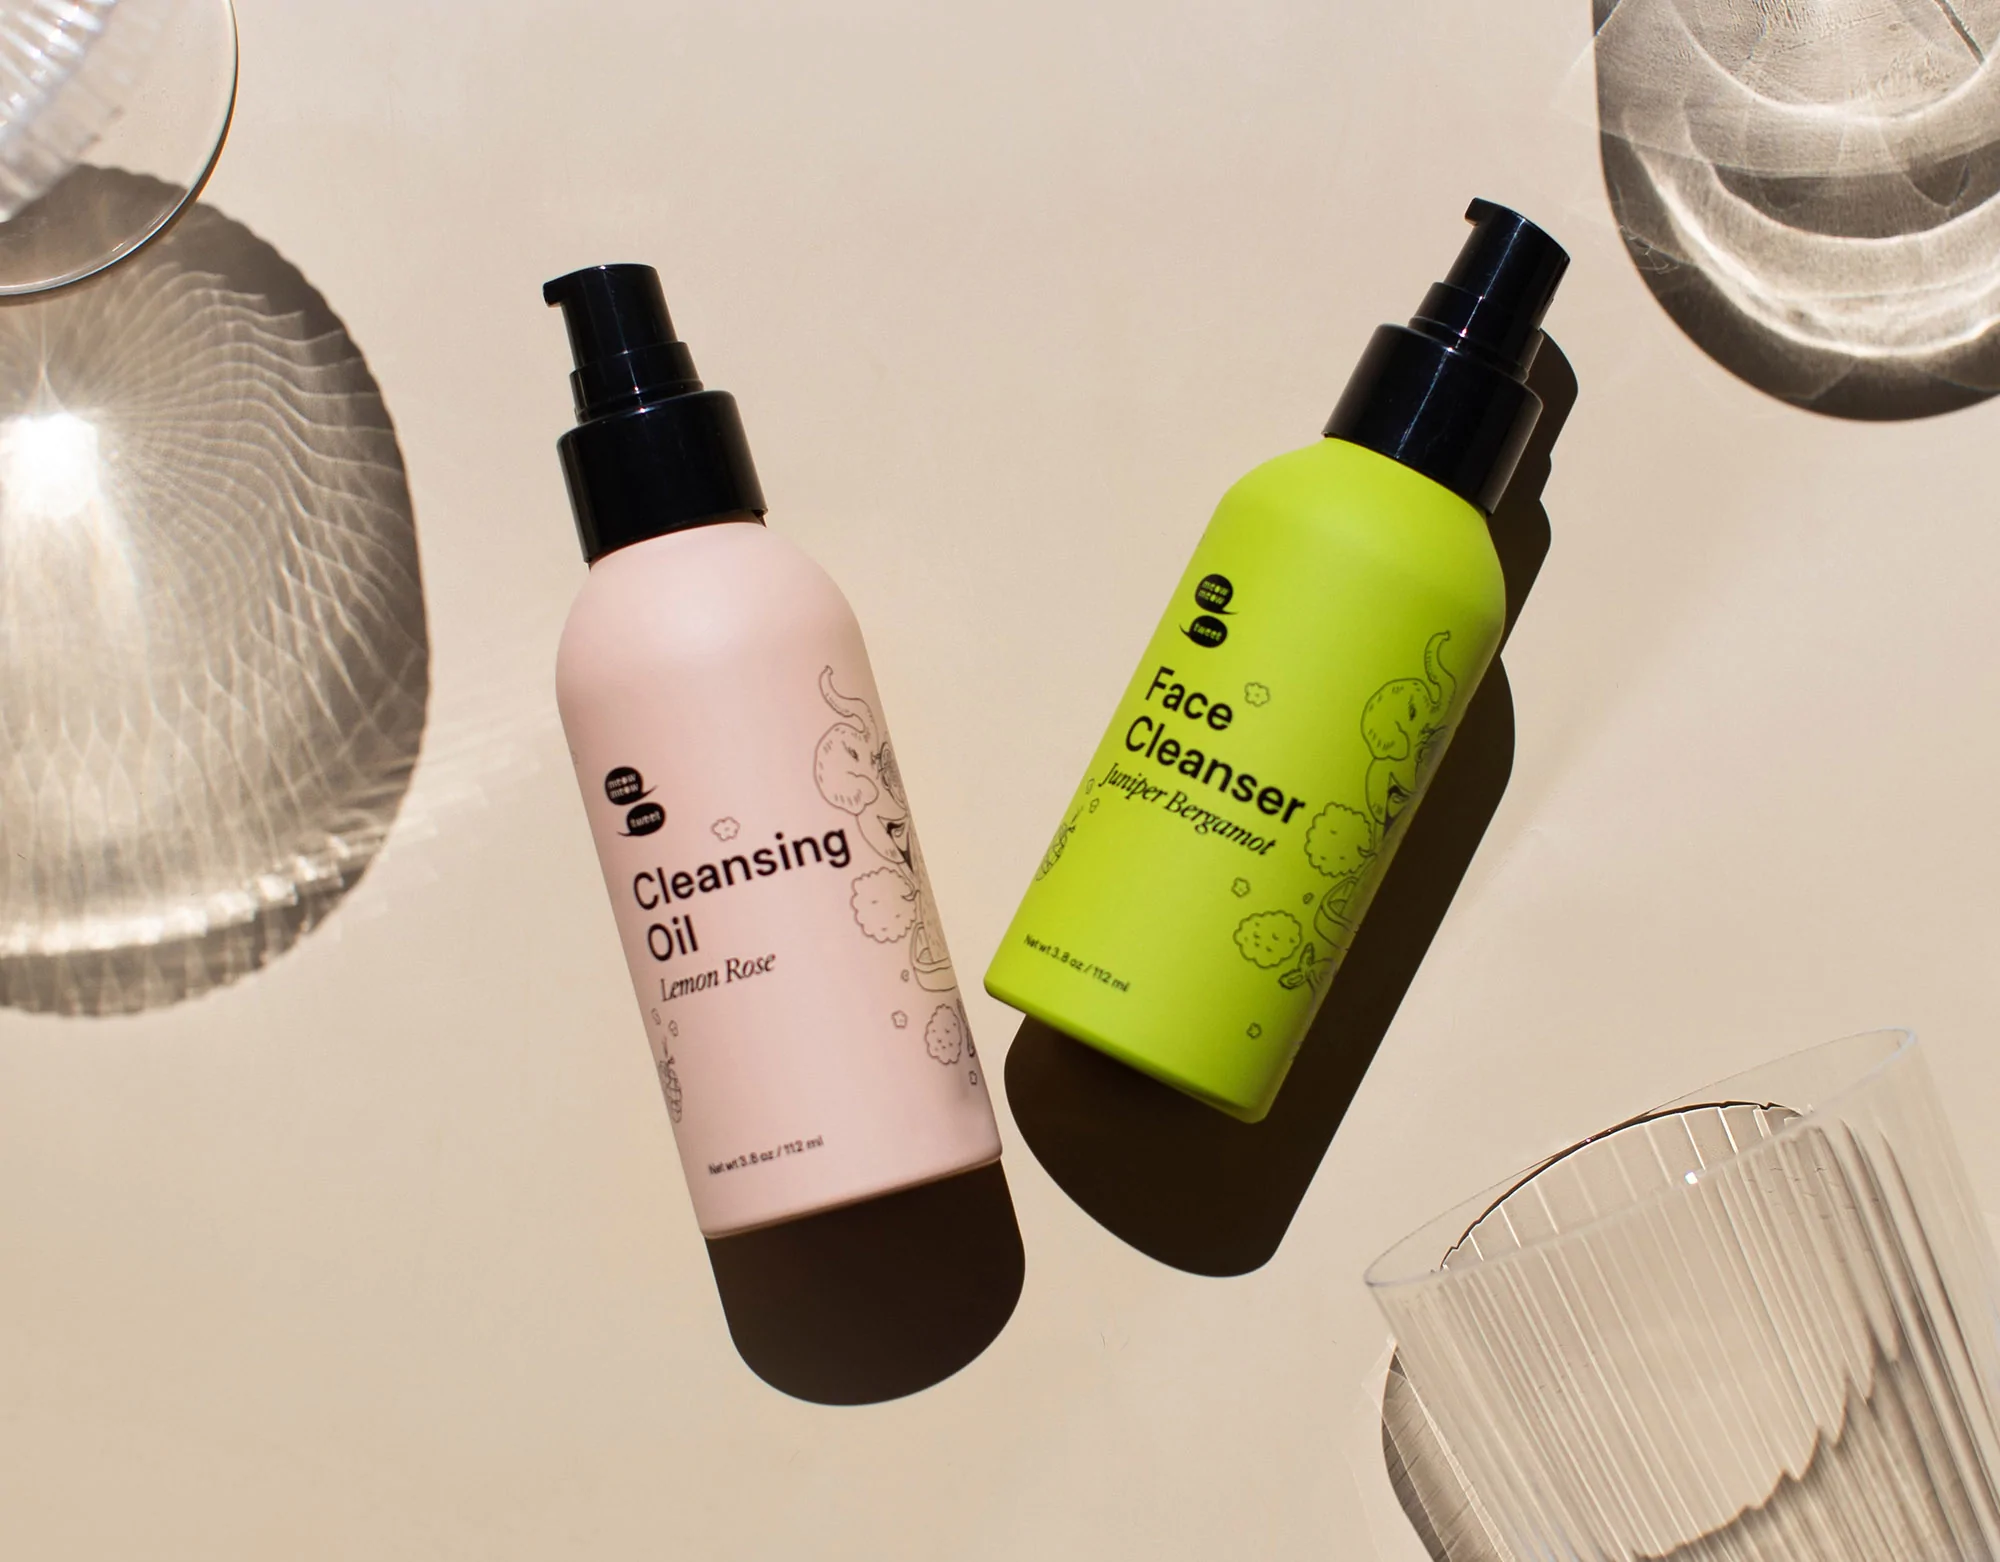 meow
meow
tweet
Cleansing
Oil
Lemon Rose
Net wt 3.8 oz / 112 ml
meow
meow
tweet
Face
Cleanser
Juniper Bergamot
Net wt 3.8 oz / 112 ml